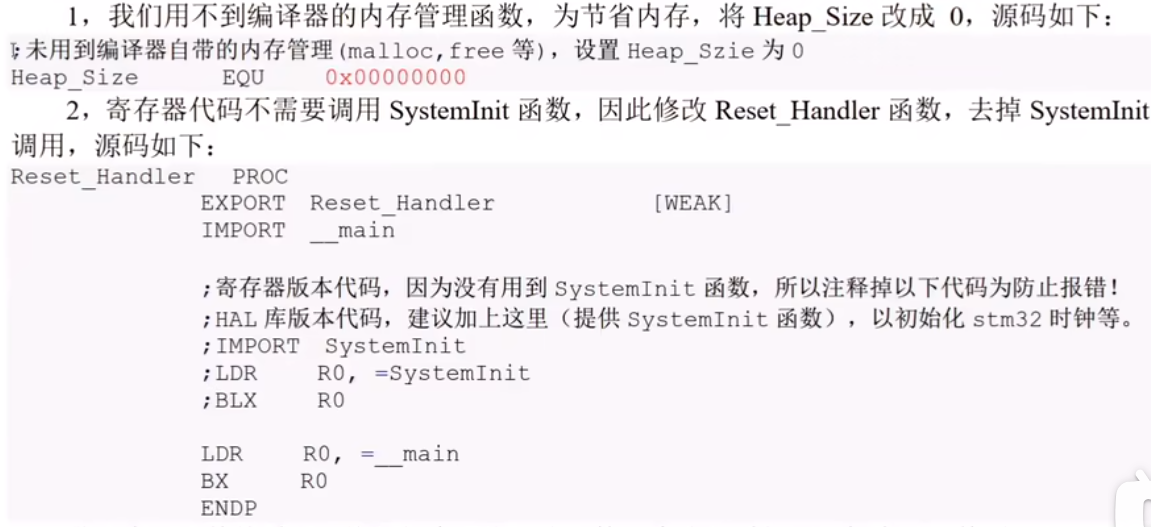 1，我们用不到编译器的内存管理函数，为节省内存，将 Heap_Size 改成 0，源码如下：
;未用到编译器自带的内存管理(malloc,free 等)，设置 Heap_Szie 为 0
Heap_Size EQU 0x00000000
2，寄存器代码不需要调用 SystemInit 函数，因此修改 Reset_Handler 函数，去掉 SystemInit
调用，源码如下：
Reset_Handler PROC
EXPORT Reset_Handler [WEAK]
IMPORT __main
;寄存器版本代码，因为没有用到 SystemInit 函数，所以注释掉以下代码为防止报错！
;HAL 库版本代码，建议加上这里（提供 SystemInit 函数），以初始化 stm32 时钟等。
;IMPORT SystemInit
;LDR R0, =SystemInit
;BLX R0
LDR R0, =__main
BX R0
ENDP